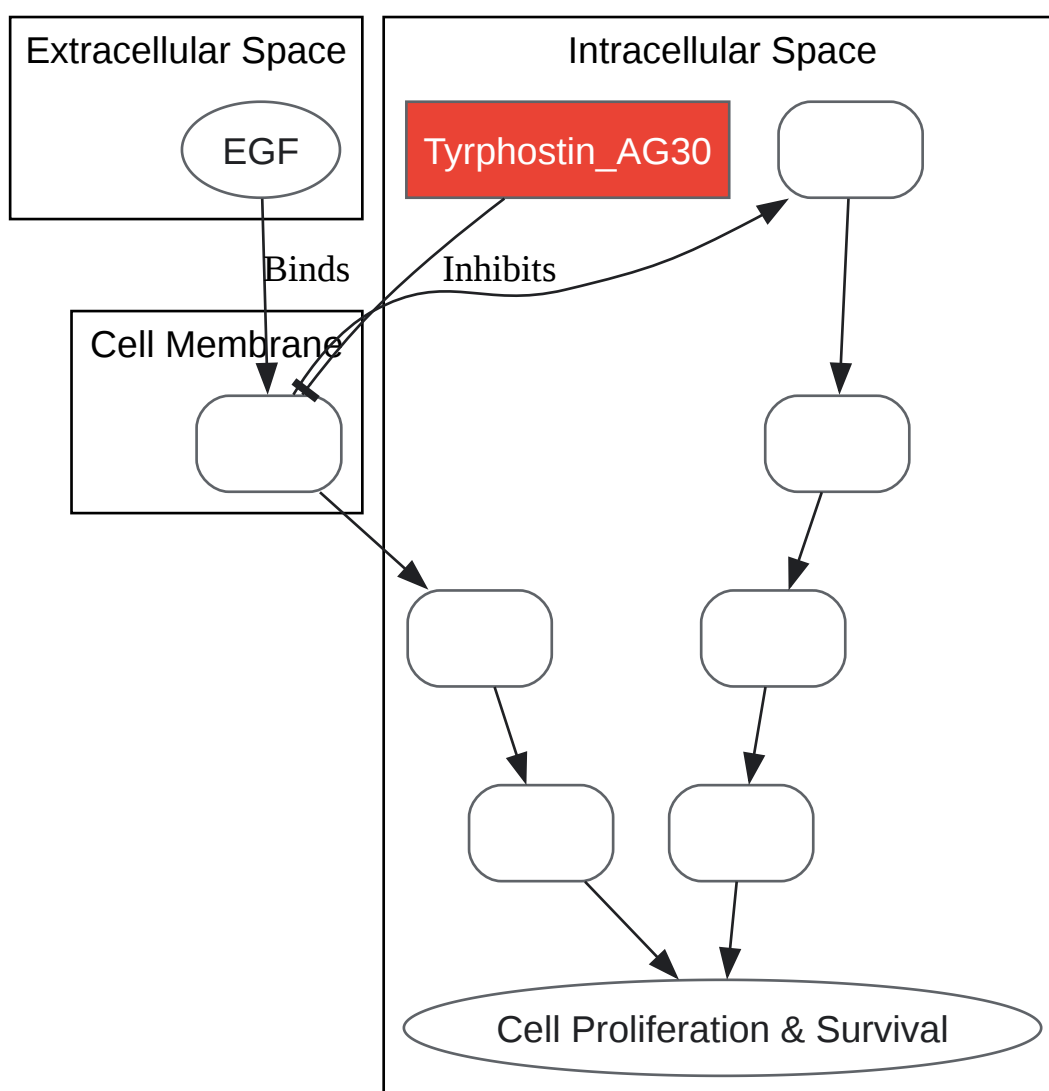 Extracellular Space
Intracellular Space
EGF
Tyrphostin_AG30
Binds
Inhibits
Cell Membrane
Cell Proliferation & Survival